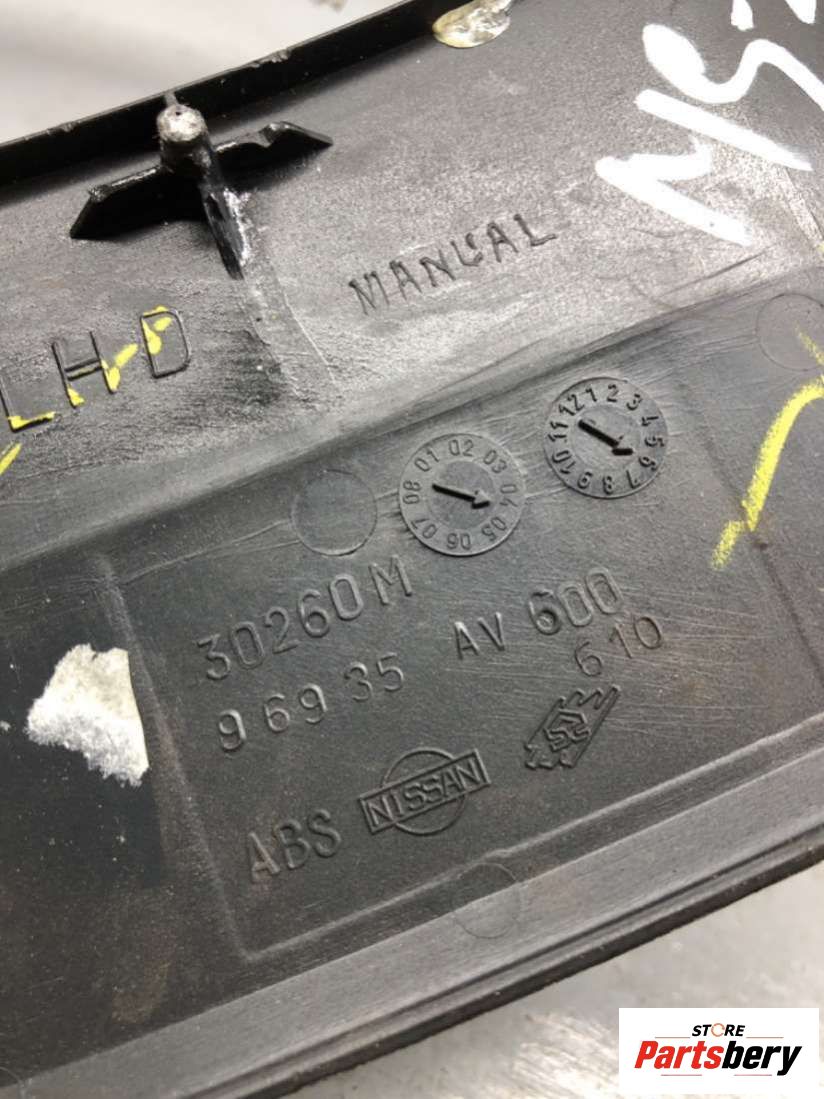 MANUAL
LHD
12 1 2 3 4 5 6 7 8 9 10 11
01 02 03 04 05 06 07 08
30260M
96935 AV 600
610
ABS NISSAN
STORE
Partsbery